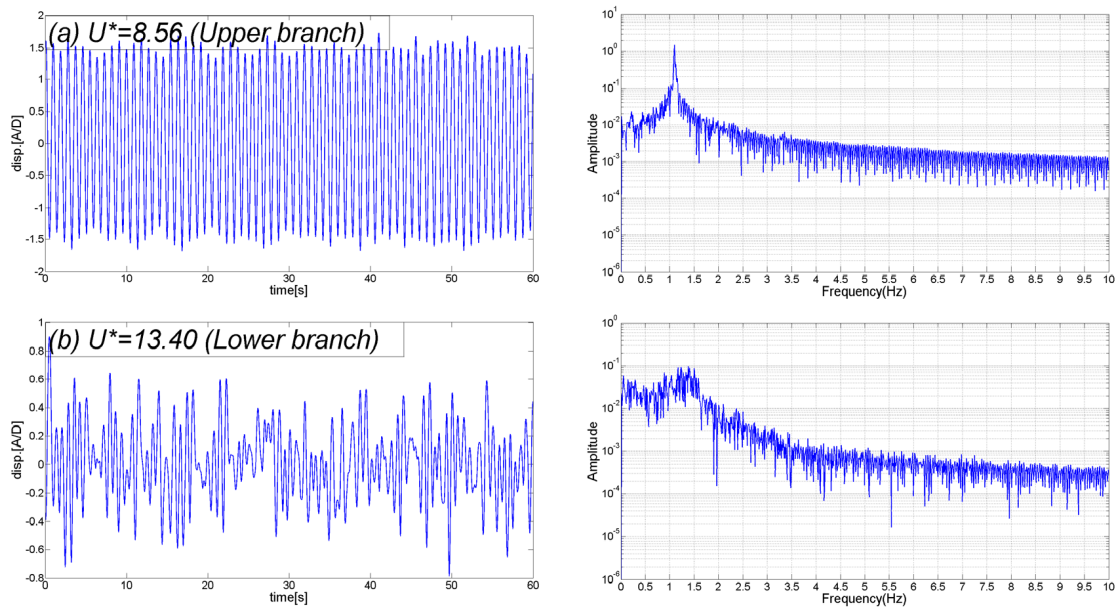 (a) U*=8.56 (Upper branch)
2
1.5
1
0.5
0
-0.5
-1
-1.5
-2
disp.[A/D]
0 10 20 30 40 50 60
time[s]
10^1
10^0
10^-1
10^-2
10^-3
10^-4
10^-5
10^-6
Amplitude
0 0.5 1 1.5 2 2.5 3 3.5 4 4.5 5 5.5 6 6.5 7 7.5 8 8.5 9 9.5 10
Frequency(Hz)
(b) U*=13.40 (Lower branch)
1
0.8
0.6
0.4
0.2
0
-0.2
-0.4
-0.6
-0.8
disp.[A/D]
0 10 20 30 40 50 60
time[s]
10^0
10^-1
10^-2
10^-3
10^-4
10^-5
10^-6
Amplitude
0 0.5 1 1.5 2 2.5 3 3.5 4 4.5 5 5.5 6 6.5 7 7.5 8 8.5 9 9.5 10
Frequency(Hz)